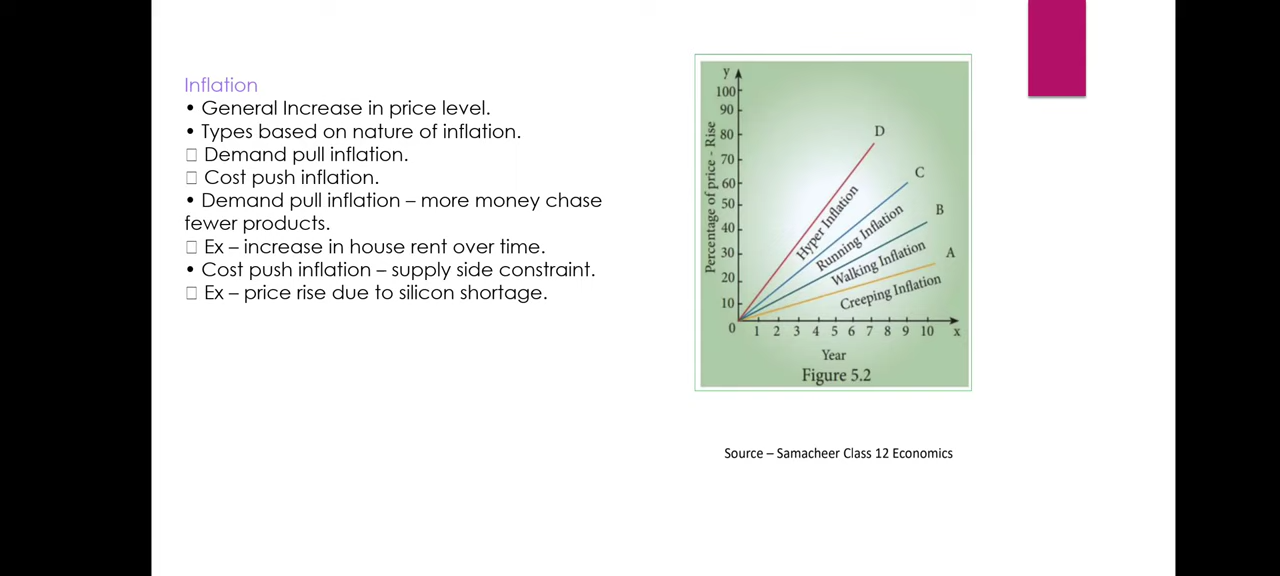 Inflation
• General Increase in price level.
• Types based on nature of inflation.
□ Demand pull inflation.
□ Cost push inflation.
• Demand pull inflation – more money chase
fewer products.
□ Ex – increase in house rent over time.
• Cost push inflation – supply side constraint.
□ Ex – price rise due to silicon shortage.
y
100
90
80
70
60
50
40
30
20
10
0
Percentage of price - Rise
D
C
B
A
Hyper Inflation
Running Inflation
Walking Inflation
Creeping Inflation
1 2 3 4 5 6 7 8 9 10 x
Year
Figure 5.2
Source – Samacheer Class 12 Economics